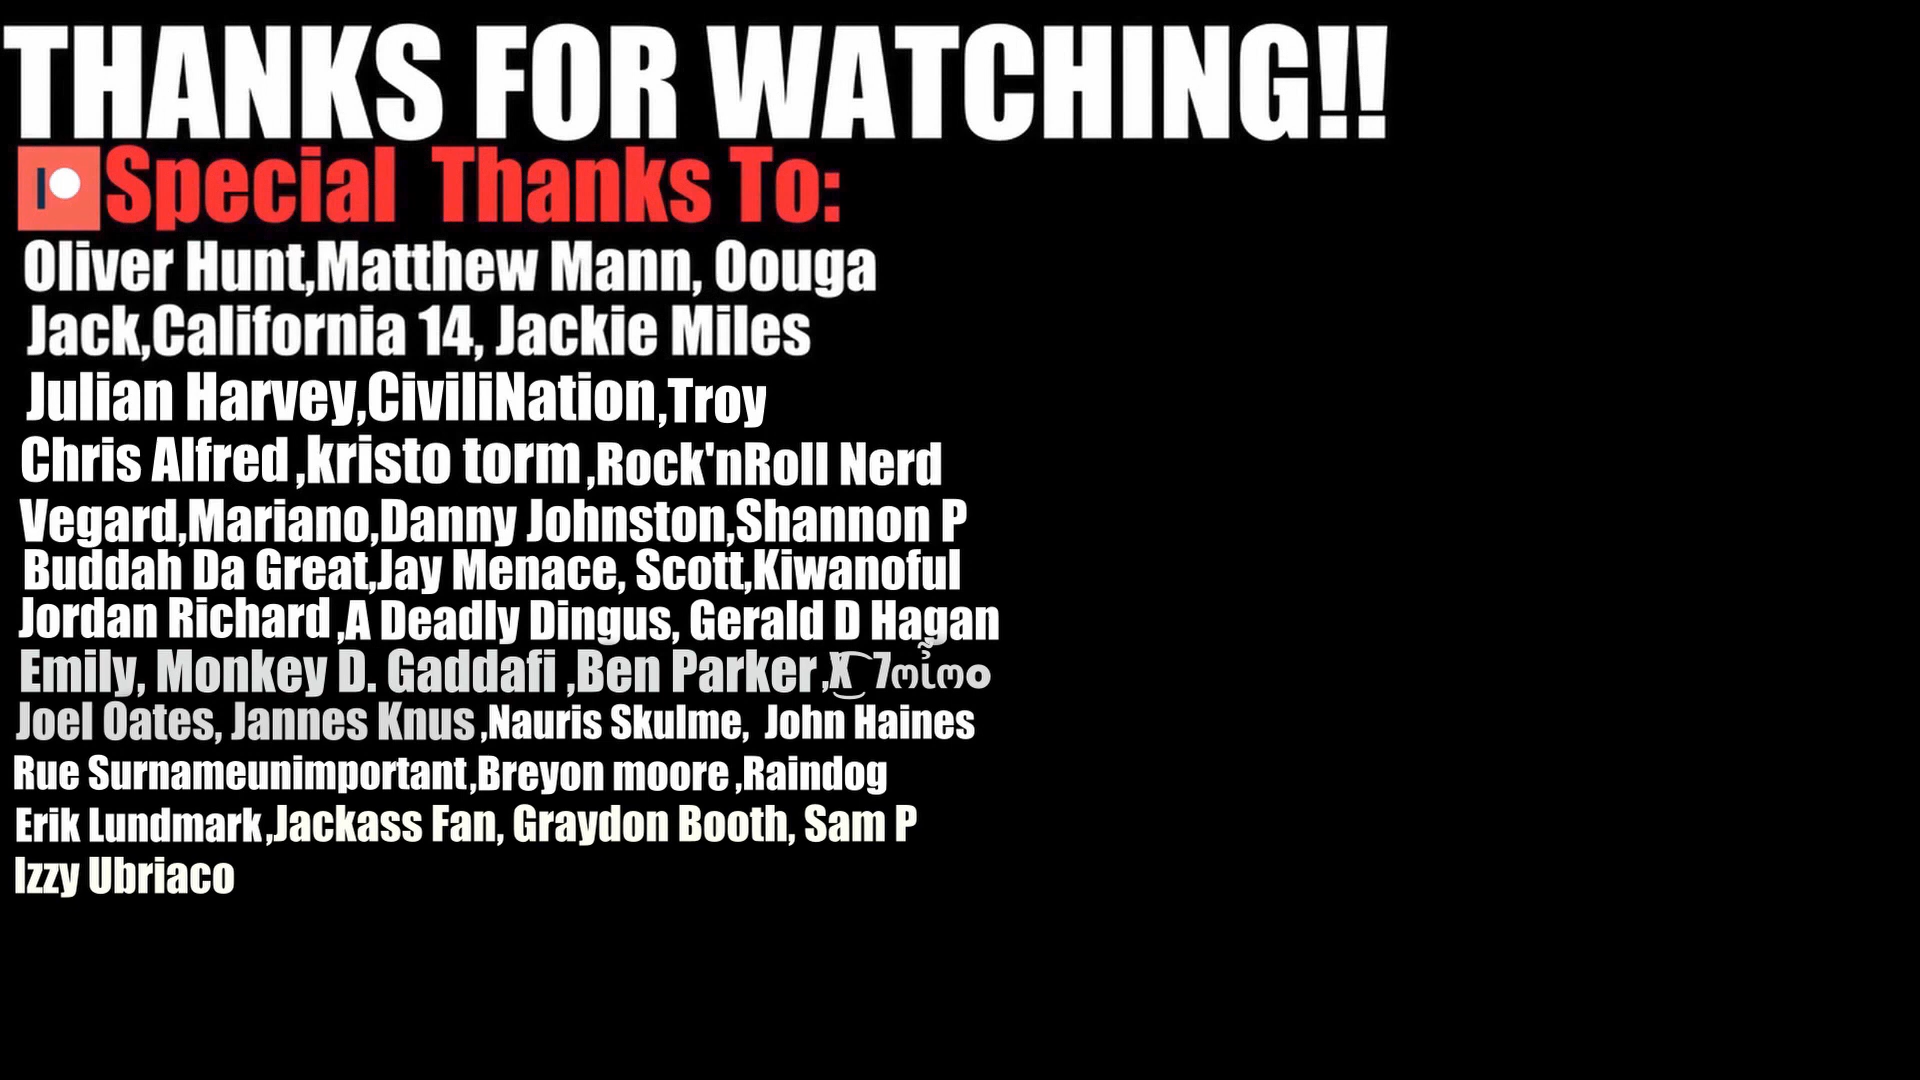 THANKS FOR WATCHING!!
Special Thanks To:
Oliver Hunt,Matthew Mann, Oouga
Jack,California 14, Jackie Miles
Julian Harvey,CiviliNation,Troy
Chris Alfred ,kristo torm ,Rock'nRoll Nerd
Vegard,Mariano,Danny Johnston,Shannon P
Buddah Da Great,Jay Menace, Scott,Kiwanoful
Jordan Richard ,A Deadly Dingus, Gerald D Hagan
Emily, Monkey D. Gaddafi ,Ben Parker
Joel Oates, Jannes Knus ,Nauris Skulme, John Haines
Rue Surnameunimportant,Breyon moore ,Raindog
Erik Lundmark,Jackass Fan, Graydon Booth, Sam P
Izzy Ubriaco